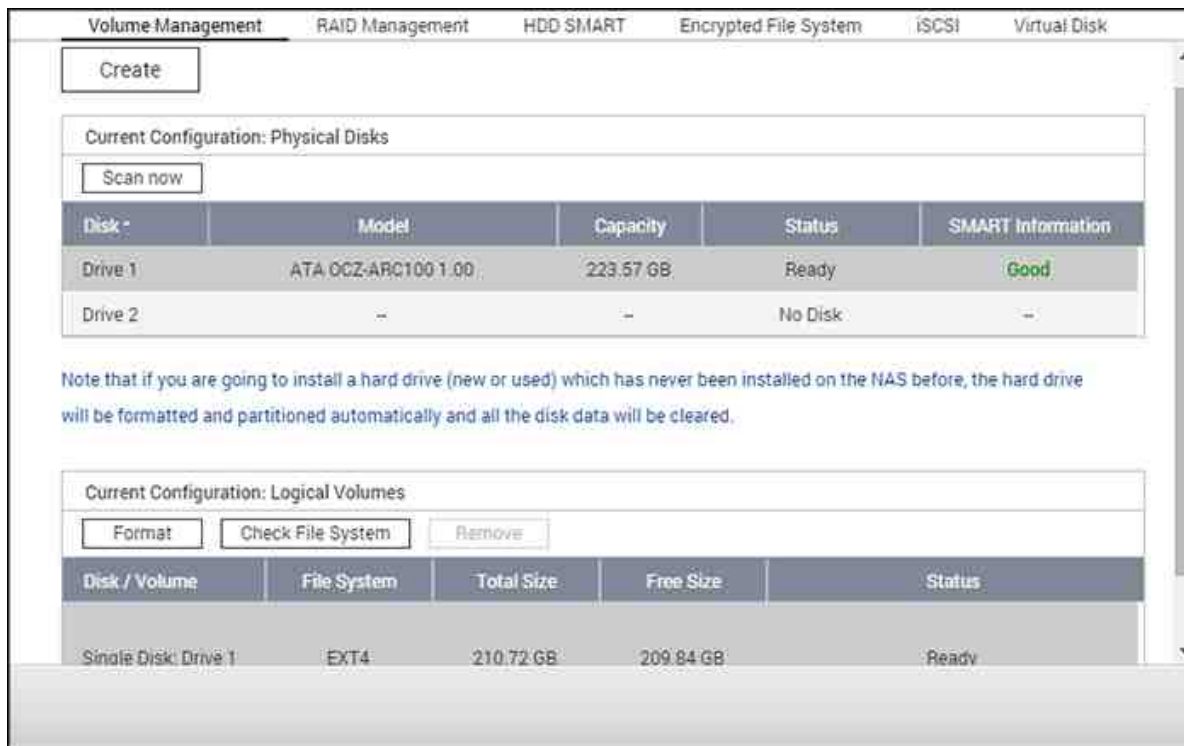 Volume Management RAID Management HDD SMART Encrypted File System iSCSI Virtual Disk
Create
Current Configuration: Physical Disks
Scan now
Disk Model Capacity Status SMART Information
Drive 1 ATA OCZ-ARC100 1.00 223.57 GB Ready Good
Drive 2 -- -- No Disk --
Note that if you are going to install a hard drive (new or used) which has never been installed on the NAS before, the hard drive
will be formatted and partitioned automatically and all the disk data will be cleared.
Current Configuration: Logical Volumes
Format Check File System Remove
Disk / Volume File System Total Size Free Size Status
Single Disk: Drive 1 EXT4 210.72 GB 209.84 GB Ready